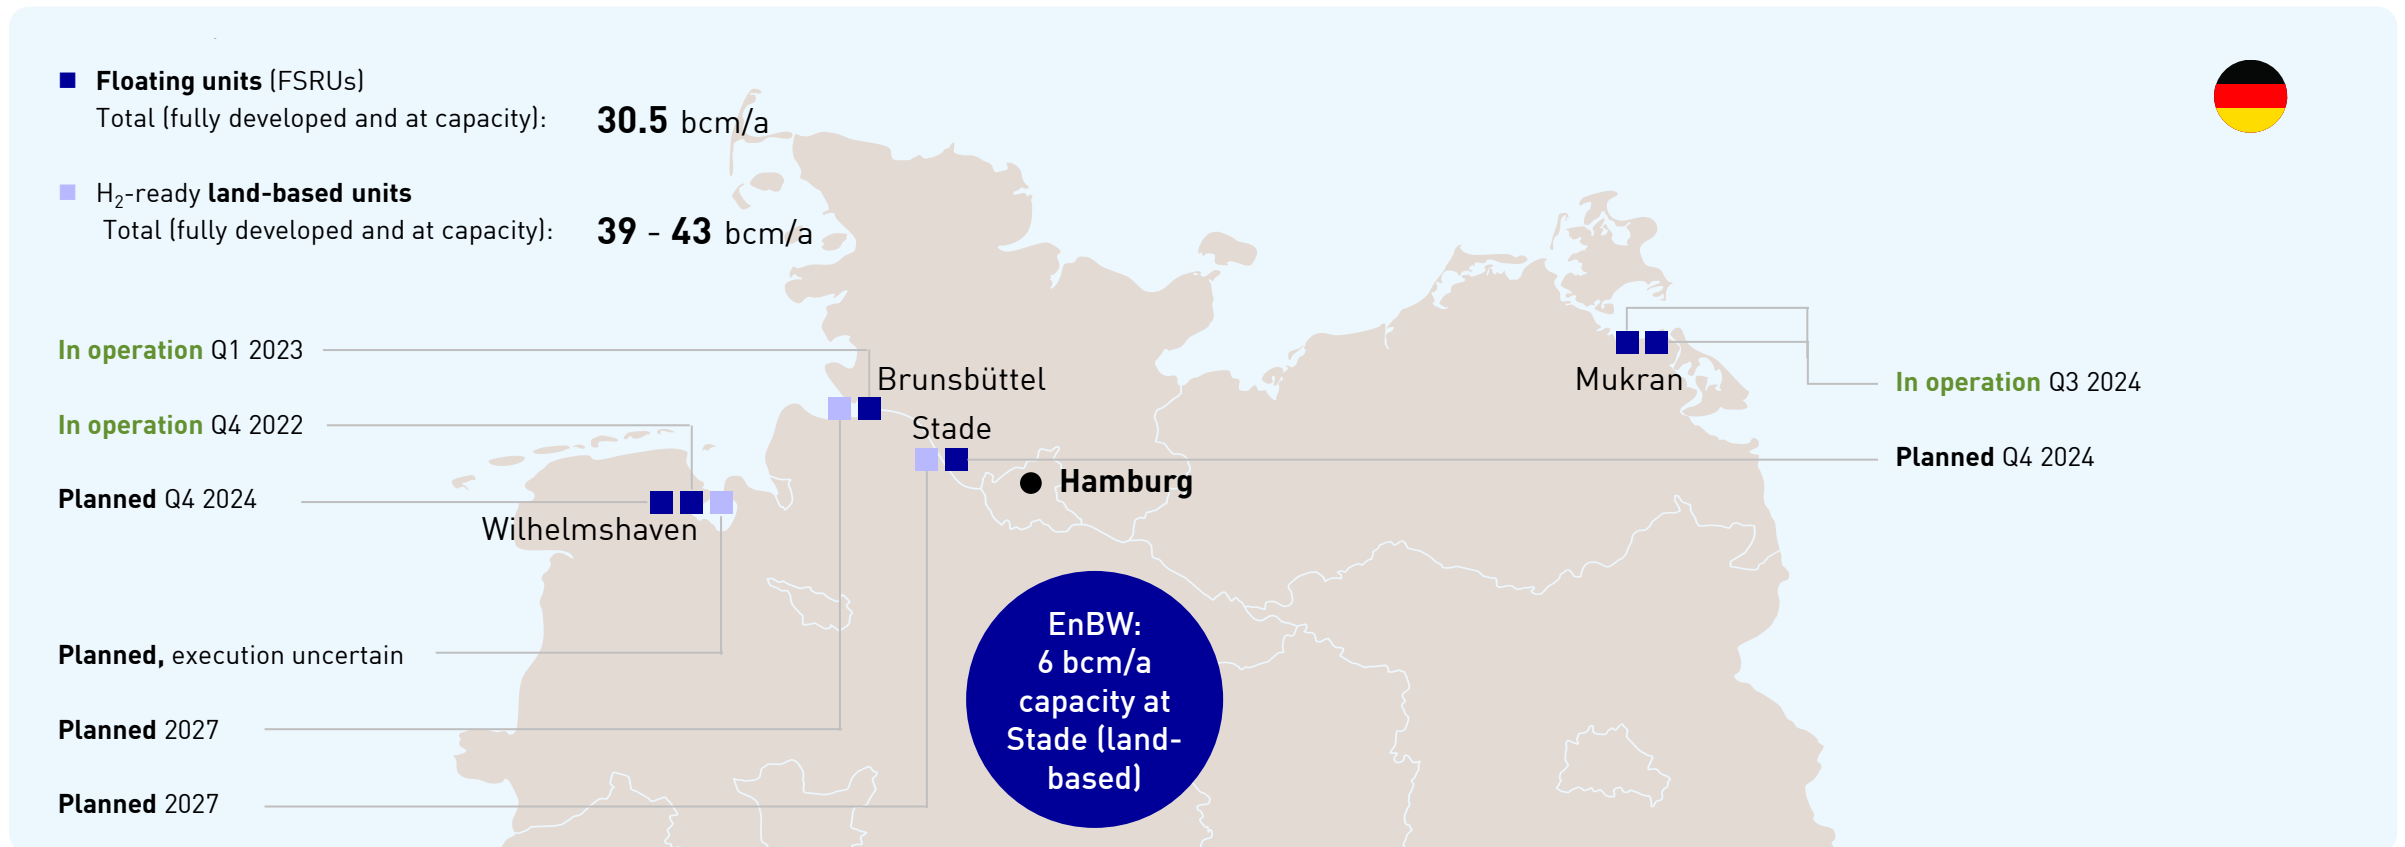 Floating units (FSRUs)
Total (fully developed and at capacity): 30.5 bcm/a
H₂-ready land-based units
Total (fully developed and at capacity): 39 - 43 bcm/a
In operation Q1 2023
In operation Q4 2022
Planned Q4 2024
Planned, execution uncertain
Planned 2027
Planned 2027
Brunsbüttel
Stade
Hamburg
Wilhelmshaven
Mukran
In operation Q3 2024
Planned Q4 2024
EnBW:
6 bcm/a
capacity at
Stade (land-
based)